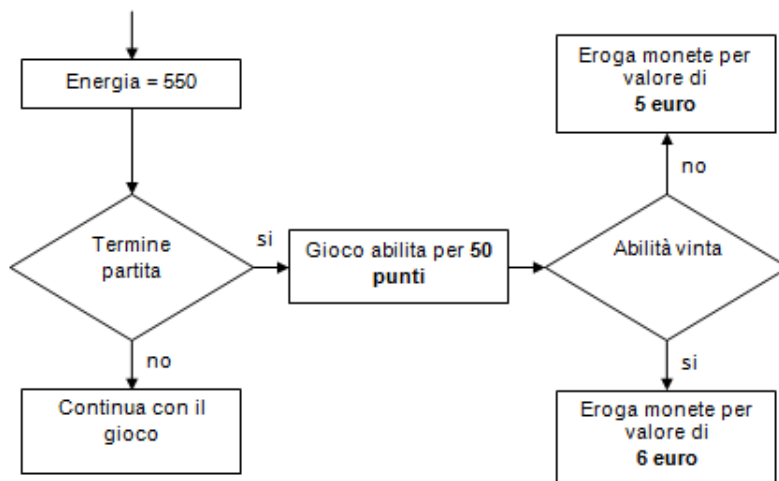 Energia = 550
Termine
partita
si
no
Continua con il
gioco
Gioco abilita per 50
punti
Abilità vinta
no
Eroga monete per
valore di
5 euro
si
Eroga monete per
valore di
6 euro